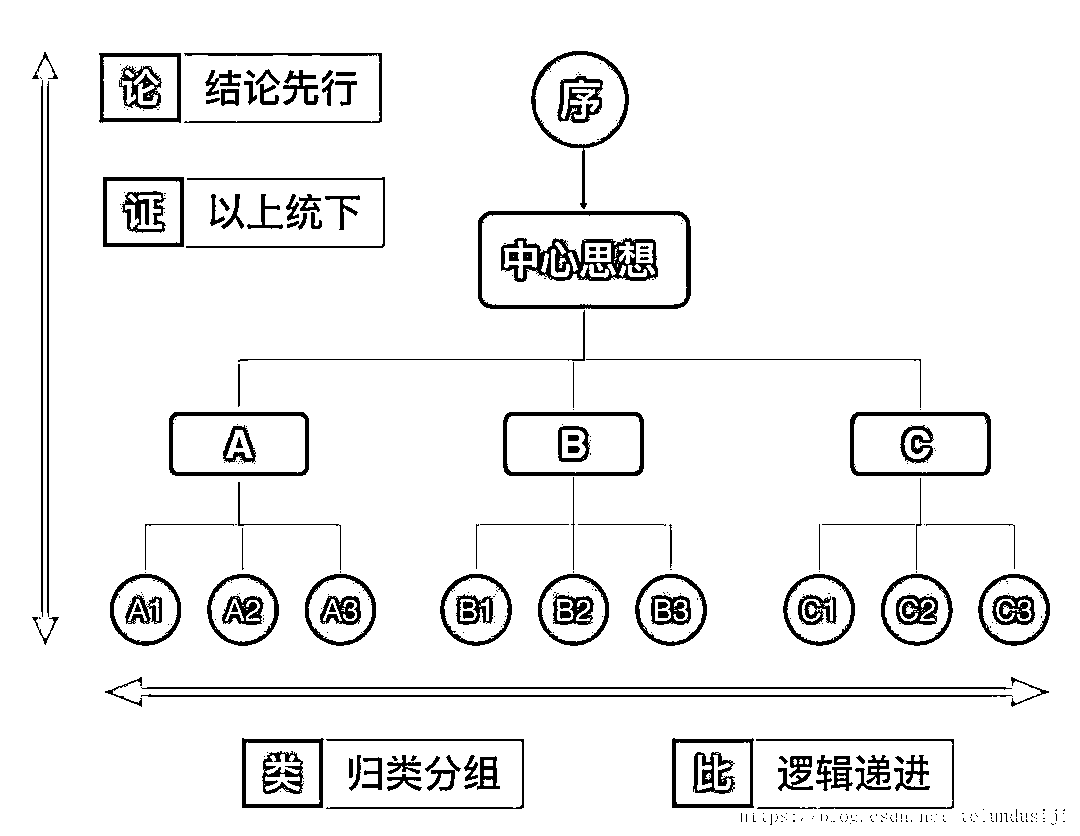 论 结论先行
序
证 以上统下
中心思想
A B C
A1 A2 A3 B1 B2 B3 C1 C2 C3
类 归类分组 比 逻辑递进
https://blog.csdn.net/telundusiji